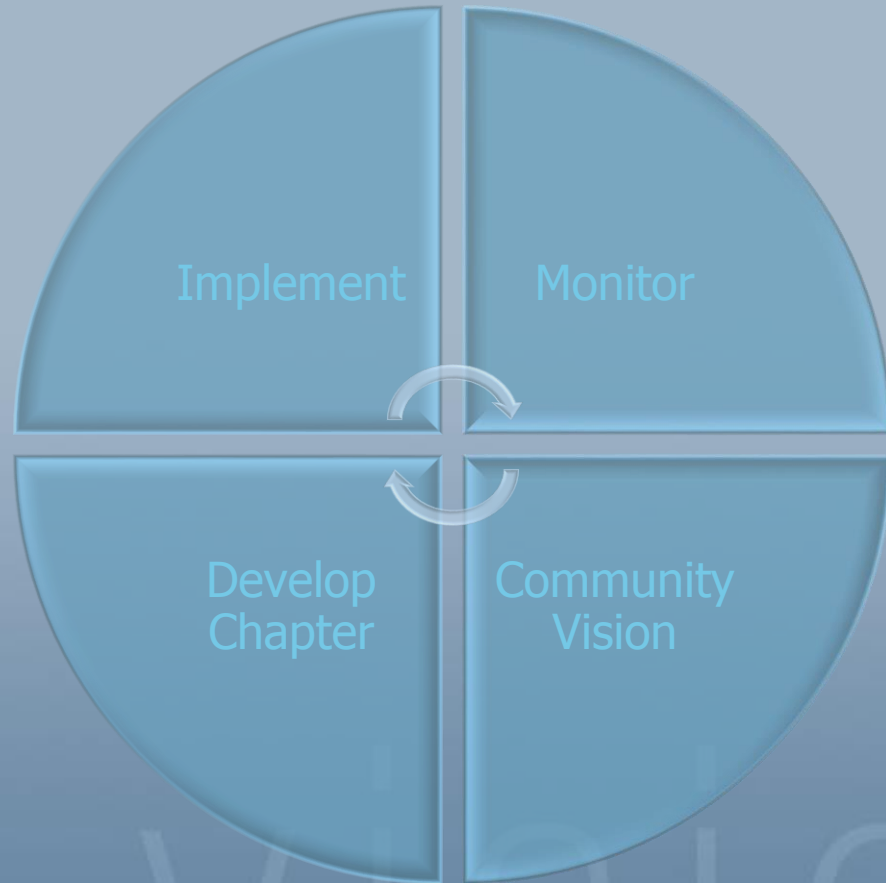 Implement
Monitor
Develop
Chapter
Community
Vision